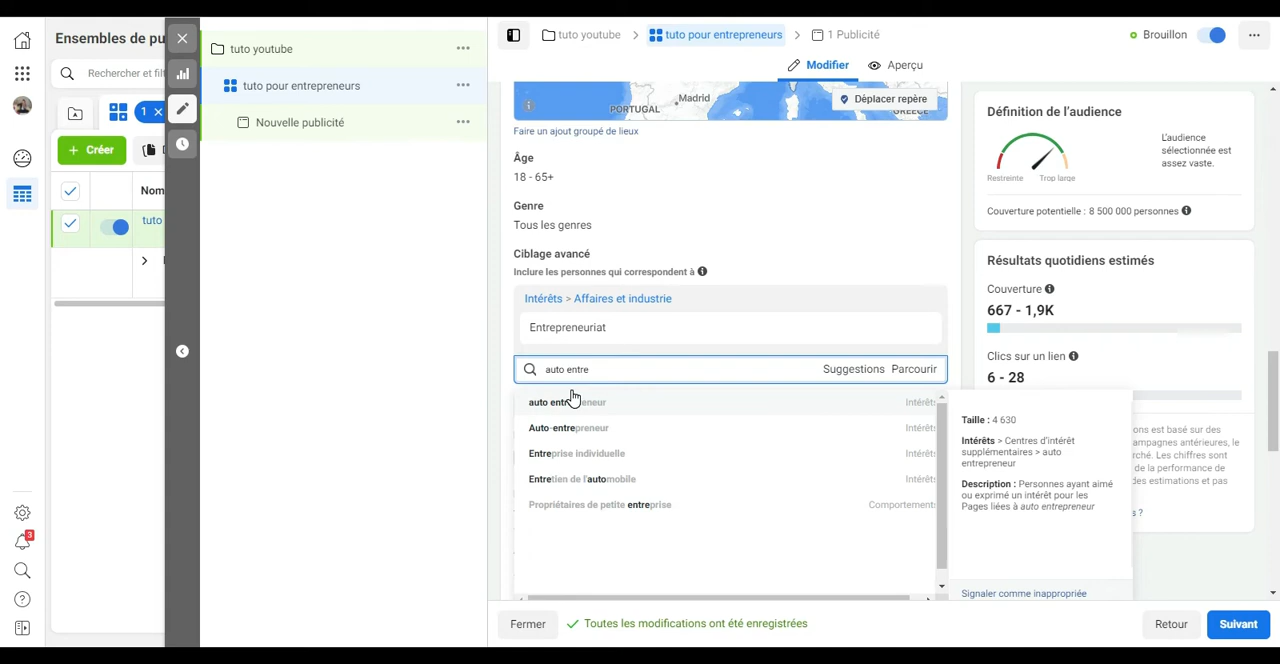 Ensembles de pu
Rechercher et filt
1
+ Créer
Nom
tuto
3
tuto youtube
tuto pour entrepreneurs
Nouvelle publicité
tuto youtube > tuto pour entrepreneurs > 1 Publicité
Brouillon
Modifier
Aperçu
PORTUGAL
Madrid
GREECE
Déplacer repère
Faire un ajout groupé de lieux
Âge
18 - 65+
Genre
Tous les genres
Ciblage avancé
Inclure les personnes qui correspondent à
Intérêts > Affaires et industrie
Entrepreneuriat
auto entre
Suggestions Parcourir
auto entrepreneur Intérêts
Auto-entrepreneur Intérêts
Entreprise individuelle Intérêts
Entretien de l'automobile Intérêts
Propriétaires de petite entreprise Comportements
Taille : 4 630
Intérêts > Centres d'intérêt
supplémentaires > auto
entrepreneur
Description : Personnes ayant aimé
ou exprimé un intérêt pour les
Pages liées à auto entrepreneur
Signaler comme inappropriée
Définition de l'audience
Restreinte
Trop large
L'audience
sélectionnée est
assez vaste.
Couverture potentielle : 8 500 000 personnes
Résultats quotidiens estimés
Couverture
667 - 1,9K
Clics sur un lien
6 - 28
ons est basé sur des
ampagnes antérieures, le
rché. Les chiffres sont
de la performance de
des estimations et pas
s ?
Fermer
Toutes les modifications ont été enregistrées
Retour
Suivant